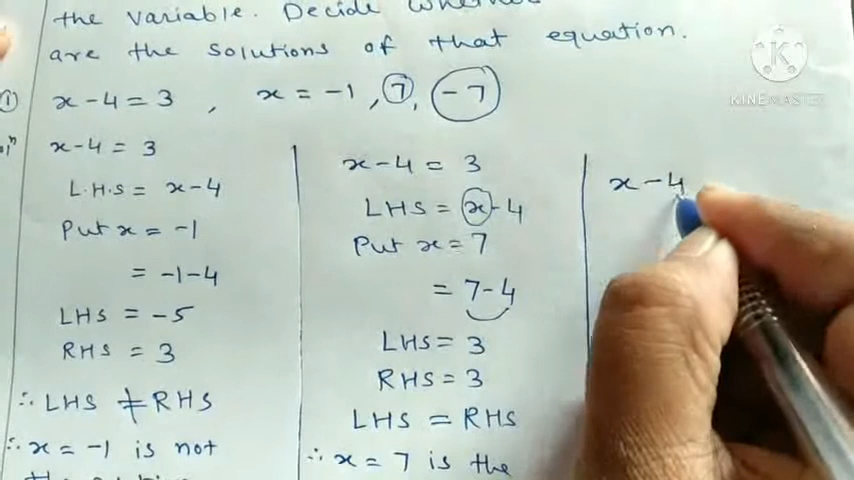 the variable. Decide
are the solutions of that equation.
① x-4=3 , x = -1, 7, -7
x-4 = 3
L.H.S = x-4
Put x = -1
= -1-4
LHS = -5
RHS = 3
∴ LHS ≠ RHS
∴ x = -1 is not
x-4 = 3
LHS = x-4
Put x = 7
= 7-4
LHS = 3
RHS = 3
LHS = RHS
∴ x = 7 is the
x-4
KINEMASTER